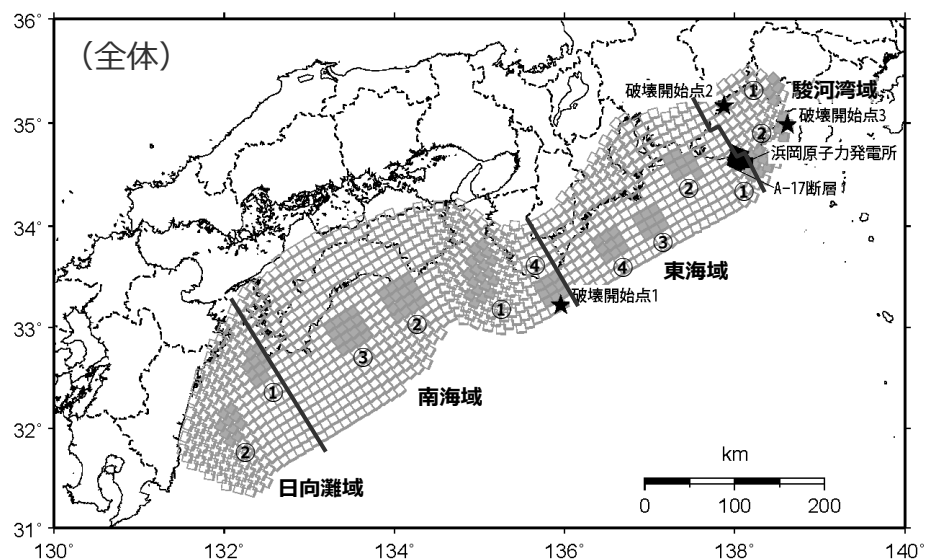 36°
（全体）
①
駿河湾域
破壊開始点2
35°
破壊開始点3
②
浜岡原子力発電所
②
①
A-17断層
34°
③
④
④
東海域
破壊開始点1
33°
①
②
③
①
南海域
32°
②
km
日向灘域
0 100 200
31°
130° 132° 134° 136° 138° 140°